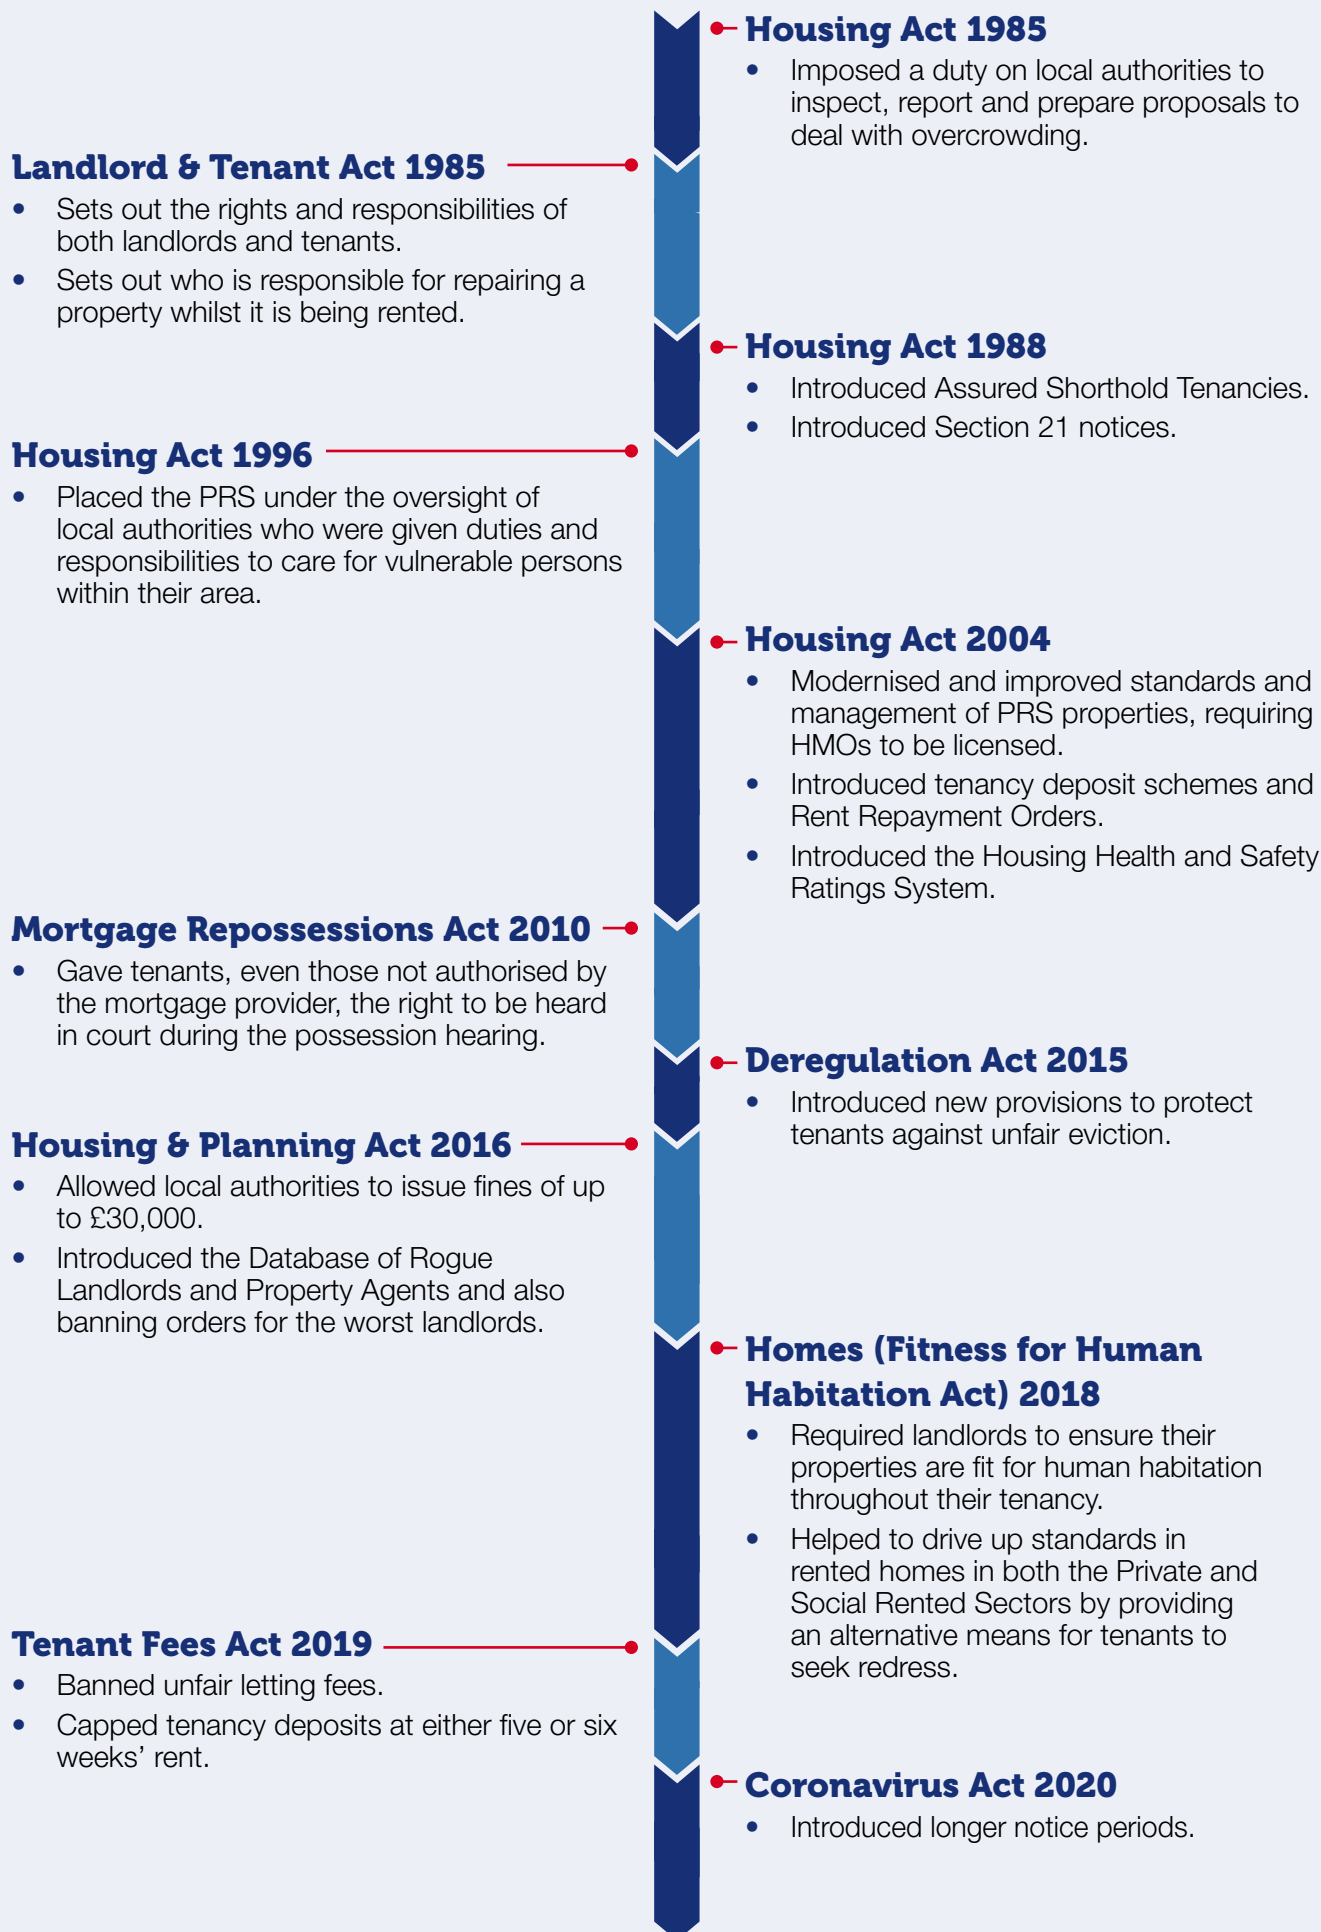 Housing Act 1985
• Imposed a duty on local authorities to
inspect, report and prepare proposals to
deal with overcrowding.
Landlord & Tenant Act 1985
• Sets out the rights and responsibilities of
both landlords and tenants.
• Sets out who is responsible for repairing a
property whilst it is being rented.
Housing Act 1988
• Introduced Assured Shorthold Tenancies.
• Introduced Section 21 notices.
Housing Act 1996
• Placed the PRS under the oversight of
local authorities who were given duties and
responsibilities to care for vulnerable persons
within their area.
Housing Act 2004
• Modernised and improved standards and
management of PRS properties, requiring
HMOs to be licensed.
• Introduced tenancy deposit schemes and
Rent Repayment Orders.
• Introduced the Housing Health and Safety
Ratings System.
Mortgage Repossessions Act 2010
• Gave tenants, even those not authorised by
the mortgage provider, the right to be heard
in court during the possession hearing.
Deregulation Act 2015
• Introduced new provisions to protect
tenants against unfair eviction.
Housing & Planning Act 2016
• Allowed local authorities to issue fines of up
to £30,000.
• Introduced the Database of Rogue
Landlords and Property Agents and also
banning orders for the worst landlords.
Homes (Fitness for Human
Habitation Act) 2018
• Required landlords to ensure their
properties are fit for human habitation
throughout their tenancy.
• Helped to drive up standards in
rented homes in both the Private and
Social Rented Sectors by providing
an alternative means for tenants to
seek redress.
Tenant Fees Act 2019
• Banned unfair letting fees.
• Capped tenancy deposits at either five or six
weeks’ rent.
Coronavirus Act 2020
• Introduced longer notice periods.